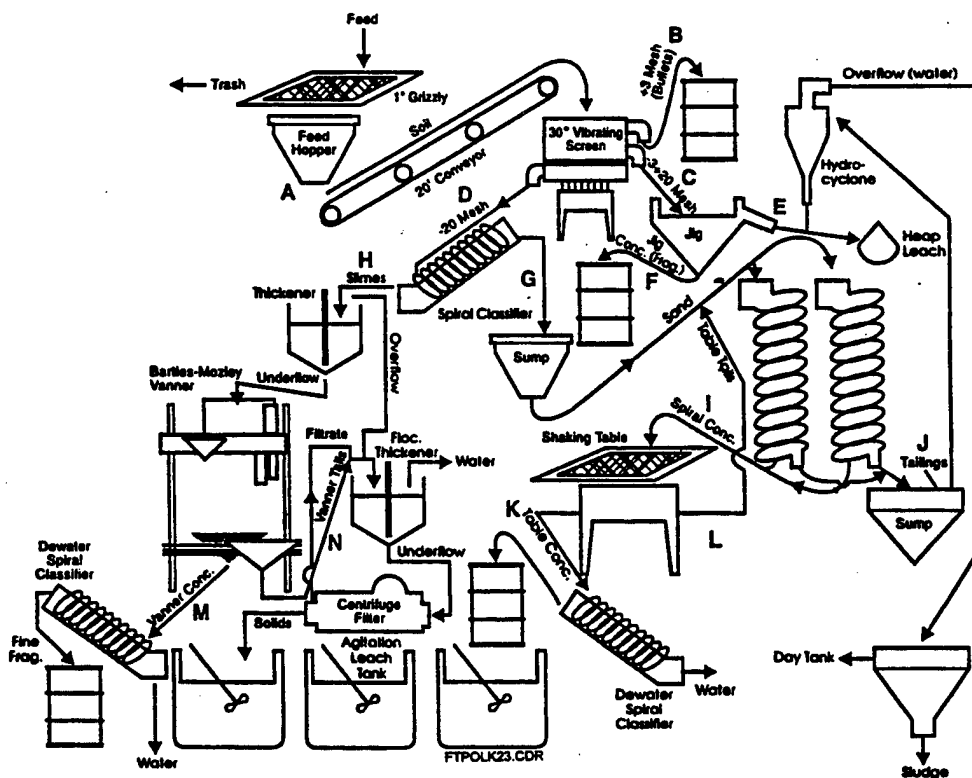 Feed
Trash
1" Grizzly
Feed
Hopper
A
Soil
20' Conveyor
30° Vibrating
Screen
B
+3 Mesh
(Bullets)
C
-3+20 Mesh
D
-20 Mesh
Overflow (water)
Hydro-
cyclone
E
Jig
Jig
Conc. (frag.)
F
Heap
Leach
H
Slimes
Thickener
G
Spiral Classifier
Sump
Sand
Table Tails
Overflow
Underflow
Bartles-Mozley
Vanner
I
Spiral Conc.
Shaking Table
J
Tailings
Sump
Filtrate
Vanner Tails
Floc.
Thickener
Water
K
Table Conc.
L
N
Underflow
Dewater
Spiral
Classifier
Vanner Conc.
M
Fine
Frag.
Water
Solids
Centrifuge
Filter
Agitation
Leach
Tank
FTPOLK23.CDR
Water
Dewater
Spiral
Classifier
Day Tank
Sludge